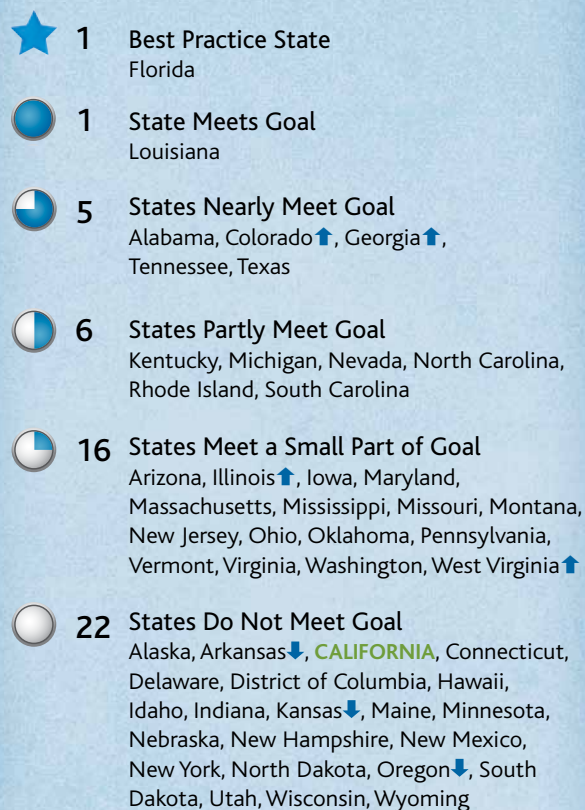 1 Best Practice State
Florida
1 State Meets Goal
Louisiana
5 States Nearly Meet Goal
Alabama, Colorado⬆, Georgia⬆,
Tennessee, Texas
6 States Partly Meet Goal
Kentucky, Michigan, Nevada, North Carolina,
Rhode Island, South Carolina
16 States Meet a Small Part of Goal
Arizona, Illinois⬆, Iowa, Maryland,
Massachusetts, Mississippi, Missouri, Montana,
New Jersey, Ohio, Oklahoma, Pennsylvania,
Vermont, Virginia, Washington, West Virginia⬆
22 States Do Not Meet Goal
Alaska, Arkansas⬇, CALIFORNIA, Connecticut,
Delaware, District of Columbia, Hawaii,
Idaho, Indiana, Kansas⬇, Maine, Minnesota,
Nebraska, New Hampshire, New Mexico,
New York, North Dakota, Oregon⬇, South
Dakota, Utah, Wisconsin, Wyoming